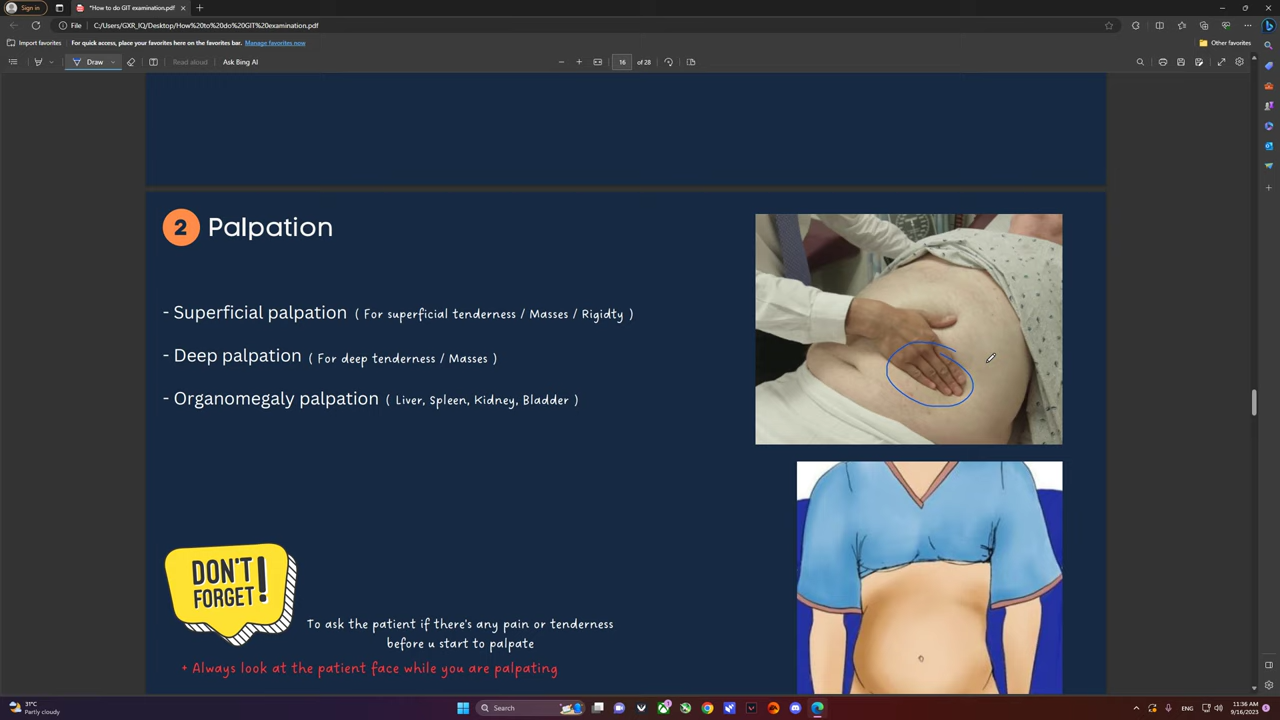 Sign in
*How to do GIT examination.pdf
File
C:/Users/GXR_IQ/Desktop/How%20to%20do%20GIT%20examination.pdf
Import favorites
For quick access, place your favorites here on the favorites bar. Manage favorites now
Other favorites
Draw
Read aloud
Ask Bing AI
16 of 28
2 Palpation
- Superficial palpation ( For superficial tenderness / Masses / Rigidty )
- Deep palpation ( For deep tenderness / Masses )
- Organomegaly palpation ( Liver, Spleen, Kidney, Bladder )
DON'T
FORGET!
To ask the patient if there's any pain or tenderness
before u start to palpate
+ Always look at the patient face while you are palpating
31°C
Partly cloudy
Search
ENG
11:36 AM
9/16/2023